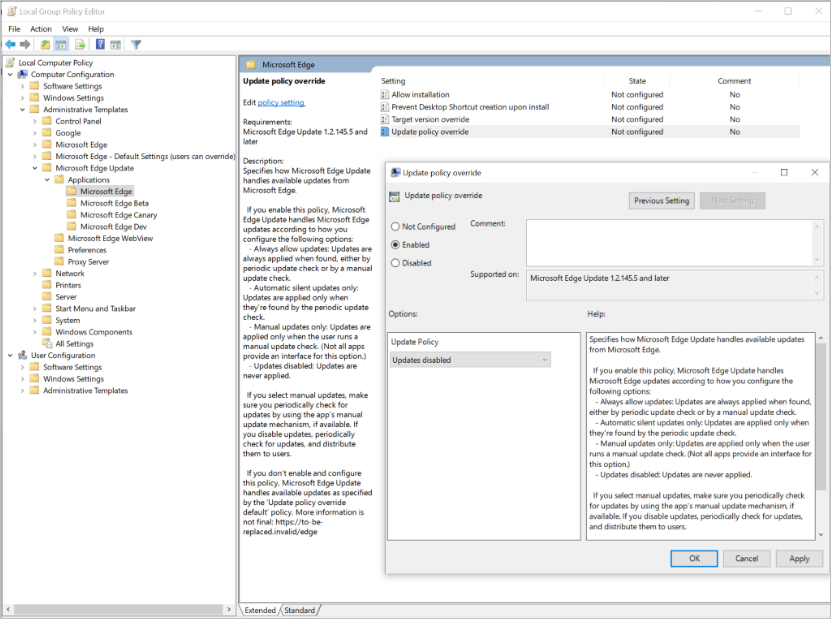 Local Group Policy Editor
File Action View Help
Local Computer Policy
Computer Configuration
Software Settings
Windows Settings
Administrative Templates
Control Panel
Google
Microsoft Edge
Microsoft Edge - Default Settings (users can override)
Microsoft Edge Update
Applications
Microsoft Edge
Microsoft Edge Beta
Microsoft Edge Canary
Microsoft Edge Dev
Microsoft Edge WebView
Preferences
Proxy Server
Network
Printers
Server
Start Menu and Taskbar
System
Windows Components
All Settings
User Configuration
Software Settings
Windows Settings
Administrative Templates
Microsoft Edge
Update policy override
Edit policy setting
Requirements:
Microsoft Edge Update 1.2.145.5 and
later
Description:
Specifies how Microsoft Edge Update
handles available updates from
Microsoft Edge.
If you enable this policy, Microsoft
Edge Update handles Microsoft Edge
updates according to how you
configure the following options:
- Always allow updates: Updates are
always applied when found, either by
periodic update check or by a manual
update check.
- Automatic silent updates only:
Updates are applied only when
they're found by the periodic update
check.
- Manual updates only: Updates are
applied only when the user runs a
manual update check. (Not all apps
provide an interface for this option.)
- Updates disabled: Updates are
never applied.
If you select manual updates, make
sure you periodically check for
updates by using the app's manual
update mechanism, if available. If
you disable updates, periodically
check for updates, and distribute
them to users.
If you don't enable and configure
this policy, Microsoft Edge Update
handles available updates as specified
by the 'Update policy override
default' policy. More information is
not final: https://to-be-
replaced.invalid/edge
Setting State Comment
Allow installation Not configured No
Prevent Desktop Shortcut creation upon install Not configured No
Target version override Not configured No
Update policy override Not configured No
Extended Standard
Update policy override
Update policy override
Previous Setting Next Setting
Not Configured Comment:
Enabled
Disabled
Supported on: Microsoft Edge Update 1.2.145.5 and later
Options: Help:
Update Policy
Updates disabled
Specifies how Microsoft Edge Update handles available updates
from Microsoft Edge.
If you enable this policy, Microsoft Edge Update handles
Microsoft Edge updates according to how you configure the
following options:
- Always allow updates: Updates are always applied when found,
either by periodic update check or by a manual update check.
- Automatic silent updates only: Updates are applied only when
they're found by the periodic update check.
- Manual updates only: Updates are applied only when the user
runs a manual update check. (Not all apps provide an interface for
this option.)
- Updates disabled: Updates are never applied.
If you select manual updates, make sure you periodically check
for updates by using the app's manual update mechanism, if
available. If you disable updates, periodically check for updates,
and distribute them to users.
OK Cancel Apply